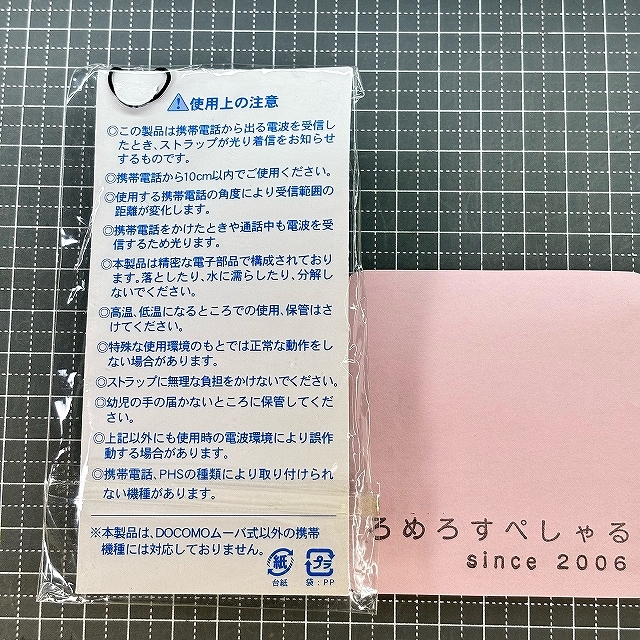 ⚠使用上の注意
◎この製品は携帯電話から出る電波を受信し
たとき、ストラップが光り着信をお知らせ
するものです。
◎携帯電話から10cm以内でご使用ください。
◎使用する携帯電話の角度により受信範囲の
距離が変化します。
◎携帯電話をかけたときや通話中も電波を受
信するため光ります。
◎本製品は精密な電子部品で構成されており
ます。落としたり、水に濡らしたり、分解し
ないでください。
◎高温、低温になるところでの使用、保管はさ
けてください。
◎特殊な使用環境のもとでは正常な動作をし
ない場合があります。
◎ストラップに無理な負担をかけないでください。
◎幼児の手の届かないところに保管してくだ
さい。
◎上記以外にも使用時の電波環境により誤作
動する場合があります。
◎携帯電話、PHSの種類により取り付けられ
ない機種があります。
※本製品は、DOCOMOムーバ式以外の携帯
機種には対応しておりません。
紙 プラ
台紙 袋:PP
ろめろすぺしゃる
since 2006